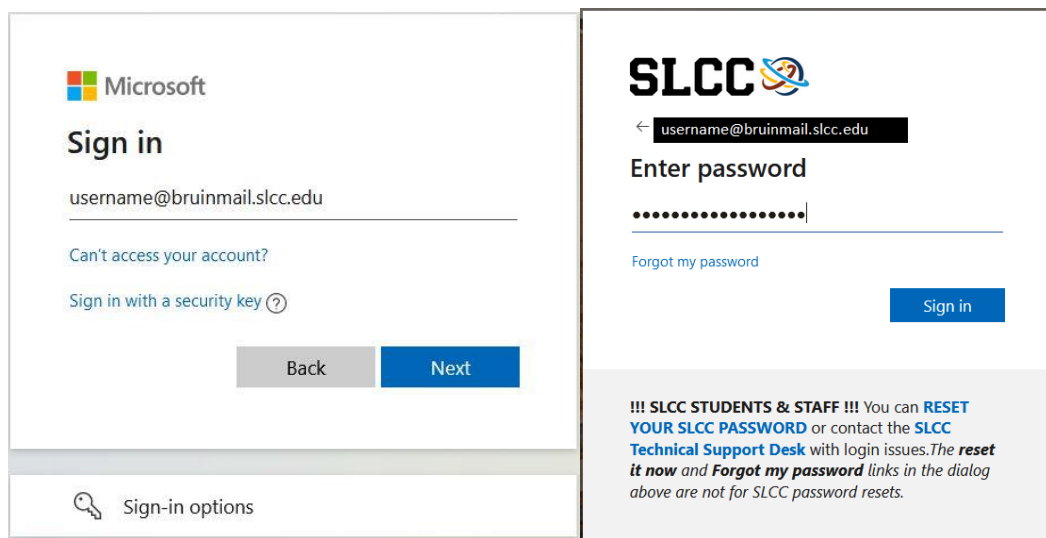 Microsoft
Sign in
username@bruinmail.slcc.edu
Can't access your account?
Sign in with a security key
Back
Next
Sign-in options
SLCC
username@bruinmail.slcc.edu
Enter password
Forgot my password
Sign in
!!! SLCC STUDENTS & STAFF !!! You can RESET
YOUR SLCC PASSWORD or contact the SLCC
Technical Support Desk with login issues.The reset
it now and Forgot my password links in the dialog
above are not for SLCC password resets.